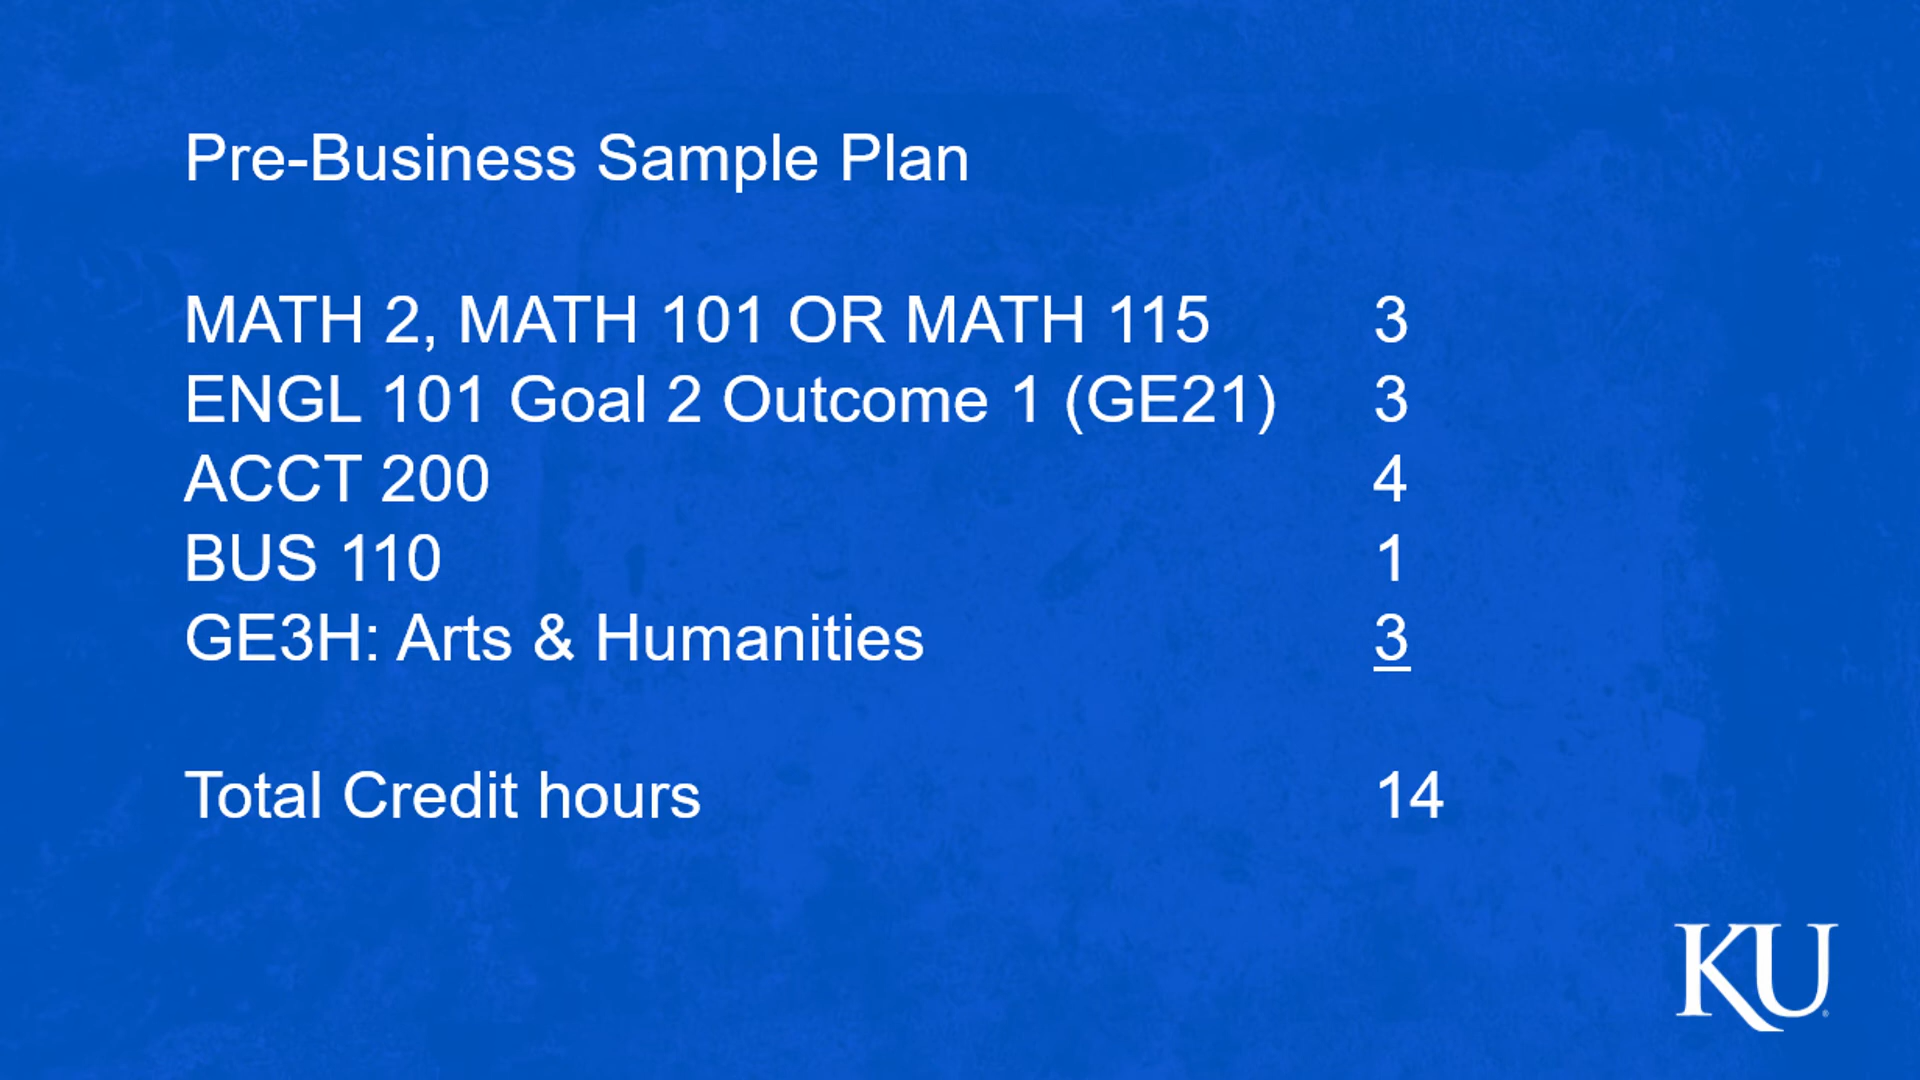 Pre-Business Sample Plan
MATH 2, MATH 101 OR MATH 115 3
ENGL 101 Goal 2 Outcome 1 (GE21) 3
ACCT 200 4
BUS 110 1
GE3H: Arts & Humanities 3
Total Credit hours 14
KU